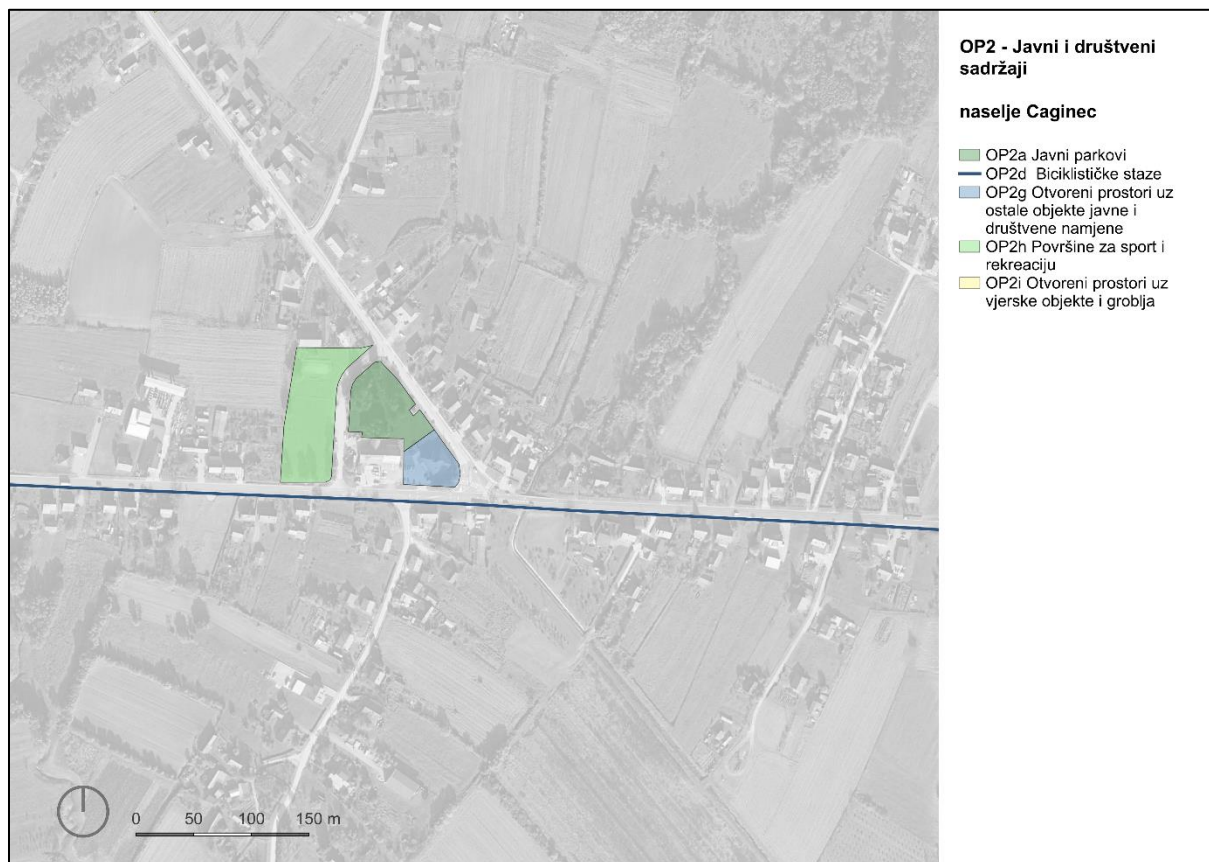 OP2 - Javni i društveni
sadržaji
naselje Caginec
OP2a Javni parkovi
OP2d Biciklističke staze
OP2g Otvoreni prostori uz
ostale objekte javne i
društvene namjene
OP2h Površine za sport i
rekreaciju
OP2i Otvoreni prostori uz
vjerske objekte i groblja
0 50 100 150 m